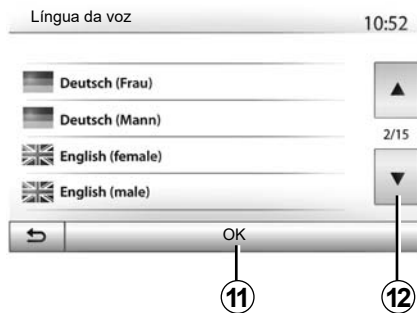 Língua da voz 10:52
Deutsch (Frau)
Deutsch (Mann)
2/15
English (female)
English (male)
OK
11 12